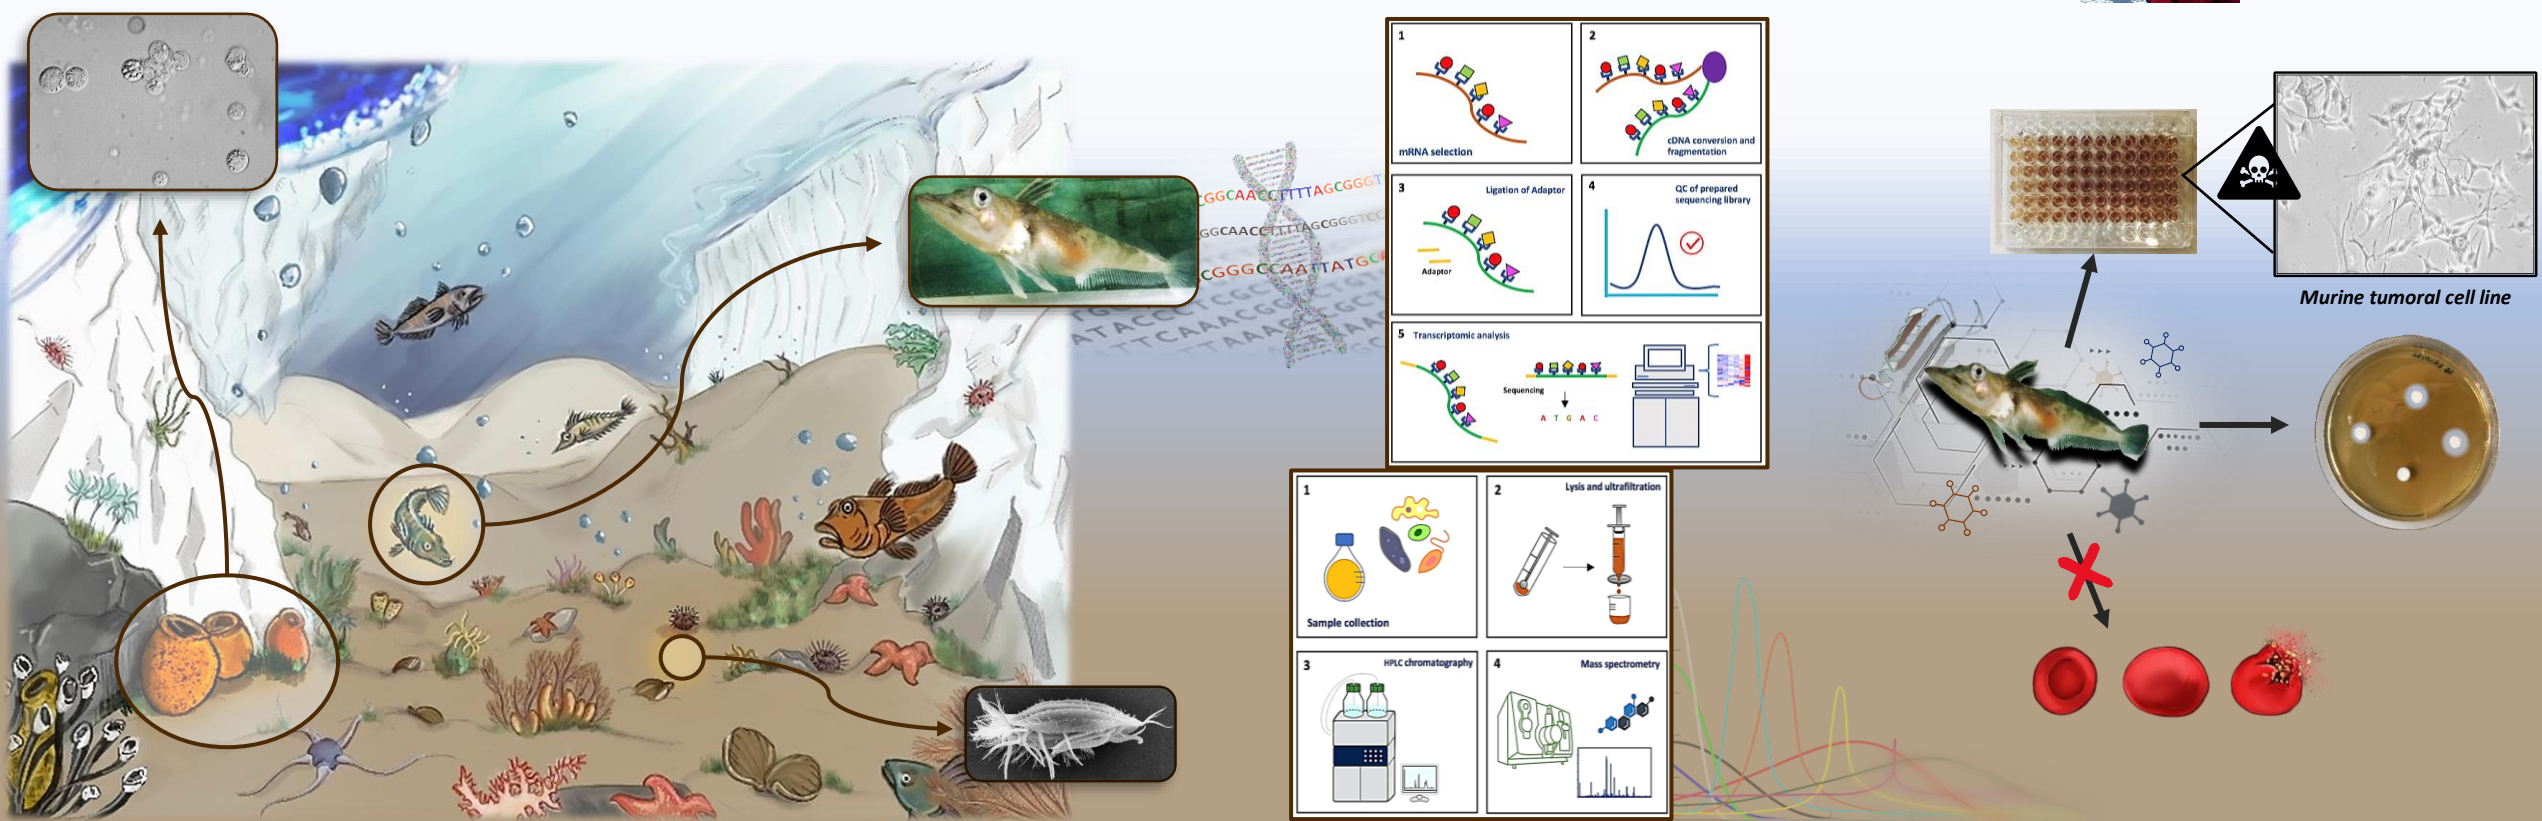 CGGCAACCTTTTAGCGGGT
GGCAACCTTTTAGCGGGTCC
CGGGCCAATTATGC
1
mRNA selection
2
cDNA conversion and
fragmentation
3
Ligation of Adaptor
Adaptor
4
QC of prepared
sequencing library
5 Transcriptomic analysis
Sequencing
A T G A C
1
Sample collection
2
Lysis and ultrafiltration
3
HPLC chromatography
4
Mass spectrometry
Murine tumoral cell line